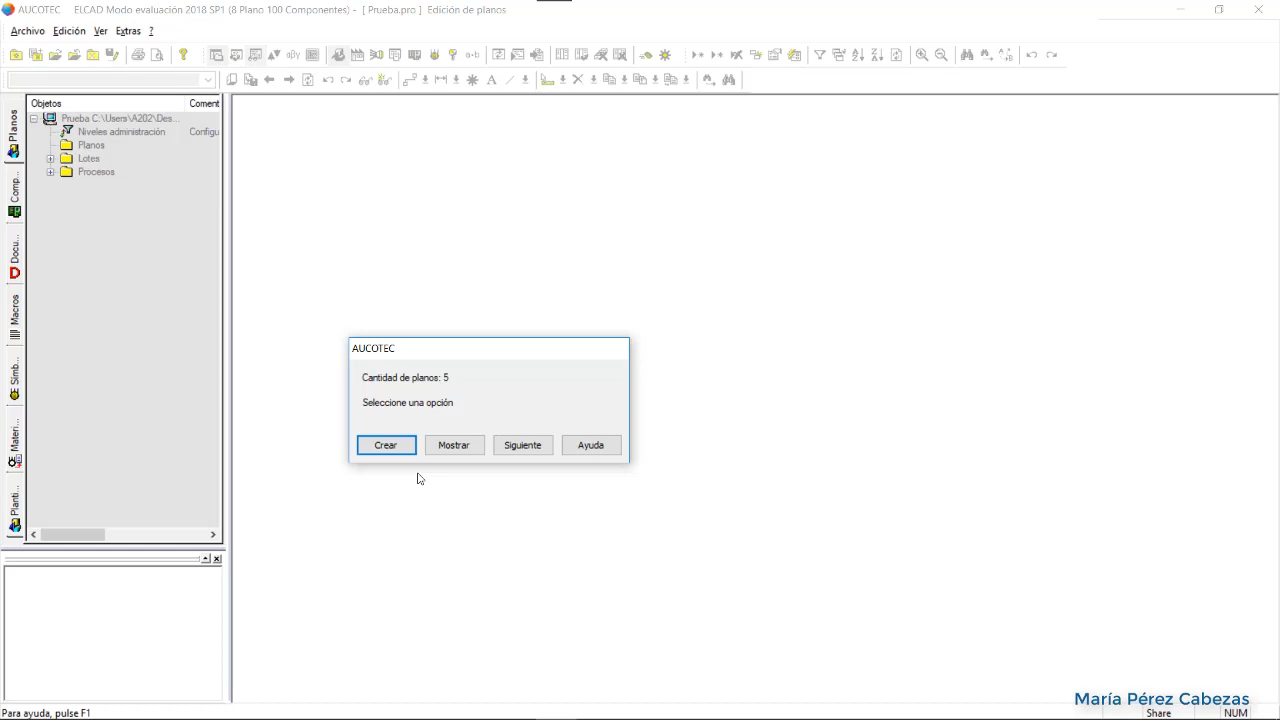 AUCOTEC ELCAD Modo evaluación 2018 SP1 (8 Plano 100 Componentes) - [ Prueba.pro ] Edición de planos
Archivo Edición Ver Extras ?
Planos
Comp...
Docu...
Macros
Símb...
Materi...
Planti...
Objetos Coment
Prueba C:\Users\A202\Des...
Niveles administración Configu
Planos
Lotes
Procesos
AUCOTEC
Cantidad de planos: 5
Seleccione una opción
Crear Mostrar Siguiente Ayuda
María Pérez Cabezas
Para ayuda, pulse F1 Share NUM